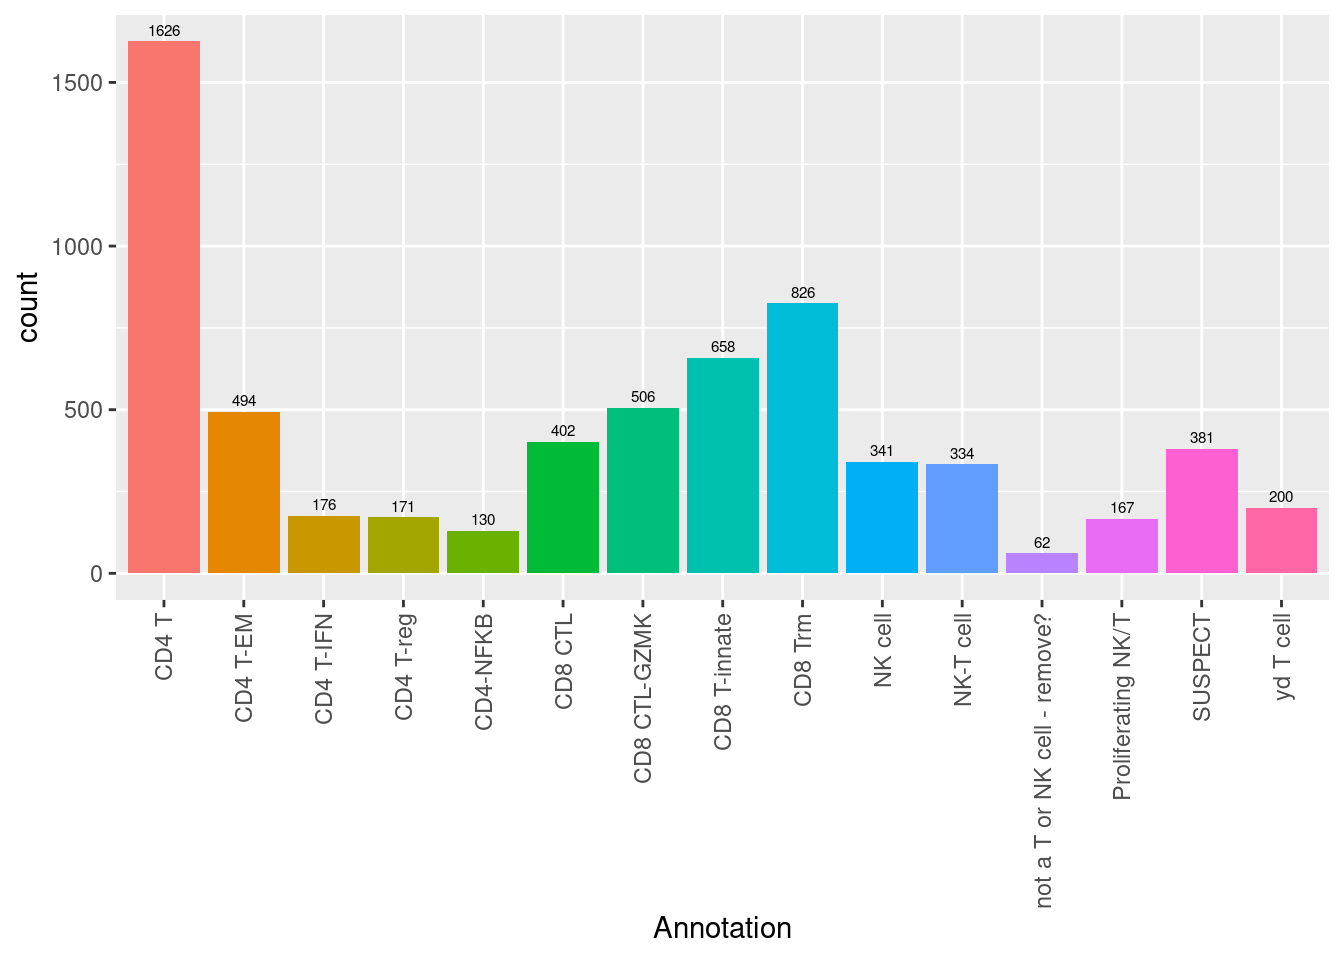 count
1500
1000
500
0
1626
494
176
171
130
402
506
658
826
341
334
62
167
381
200
CD4 T
CD4 T-EM
CD4 T-IFN
CD4 T-reg
CD4-NFKB
CD8 CTL
CD8 CTL-GZMK
CD8 T-innate
CD8 Trm
NK cell
NK-T cell
not a T or NK cell - remove?
Proliferating NK/T
SUSPECT
yd T cell
Annotation